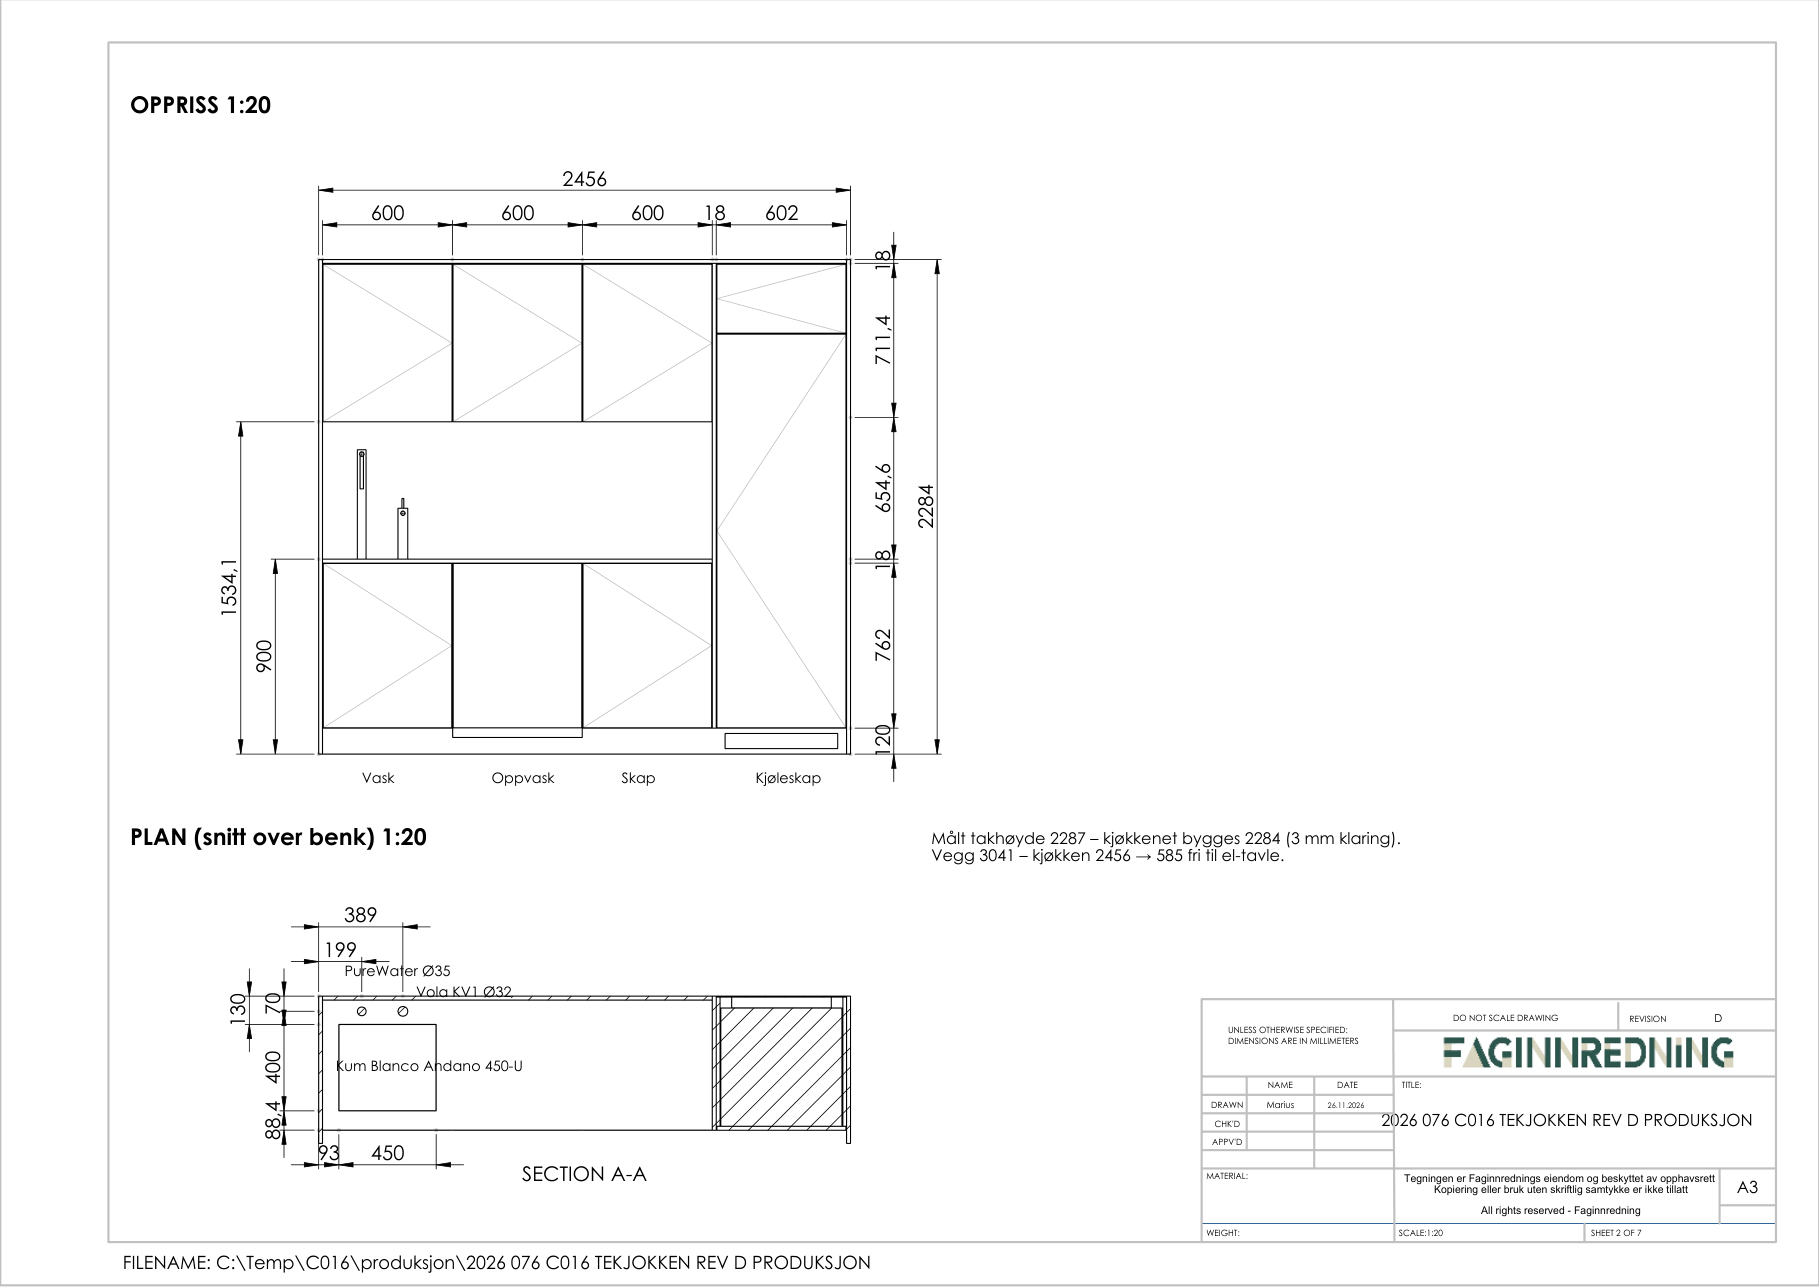 OPPRISS 1:20
2456
600 600 600 18 602
18
711,4
654,6
2284
18
762
120
1534,1
900
Vask Oppvask Skap Kjøleskap
PLAN (snitt over benk) 1:20
Målt takhøyde 2287 – kjøkkenet bygges 2284 (3 mm klaring).
Vegg 3041 – kjøkken 2456 → 585 fri til el-tavle.
389
199
PureWater Ø35
Vola KV1 Ø32
130
70
400
Kum Blanco Andano 450-U
88,4
93 450
SECTION A-A
UNLESS OTHERWISE SPECIFIED:
DIMENSIONS ARE IN MILLIMETERS
DO NOT SCALE DRAWING
REVISION D
FAGINNREDNING
NAME DATE
DRAWN Marius 26.11.2026
CHK'D
APPV'D
TITLE:
2026 076 C016 TEKJOKKEN REV D PRODUKSJON
MATERIAL:
Tegningen er Faginnrednings eiendom og beskyttet av opphavsrett
Kopiering eller bruk uten skriftlig samtykke er ikke tillatt
All rights reserved - Faginnredning
A3
WEIGHT:
SCALE:1:20
SHEET 2 OF 7
FILENAME: C:\Temp\C016\produksjon\2026 076 C016 TEKJOKKEN REV D PRODUKSJON